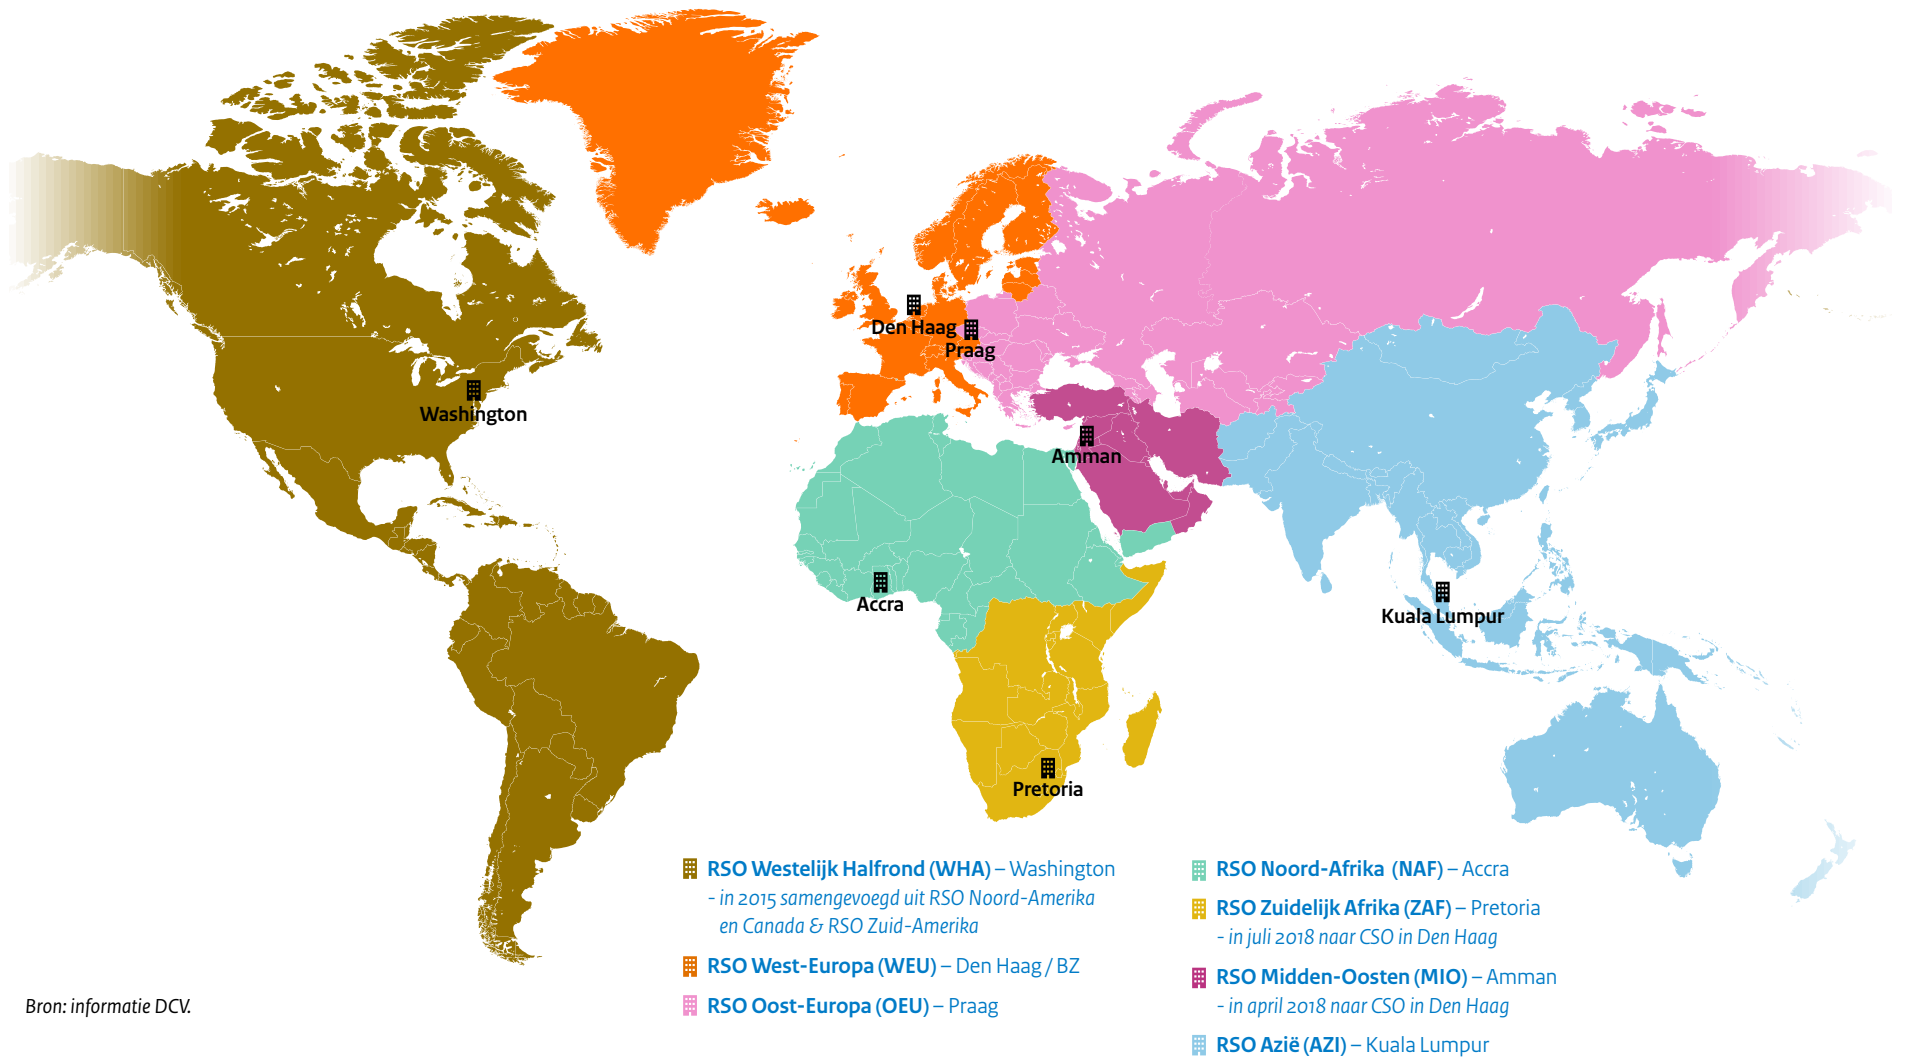 Den Haag
Praag
Washington
Amman
Accra
Kuala Lumpur
Pretoria
RSO Westelijk Halfrond (WHA) – Washington
- in 2015 samengevoegd uit RSO Noord-Amerika
en Canada & RSO Zuid-Amerika
RSO West-Europa (WEU) – Den Haag / BZ
RSO Oost-Europa (OEU) – Praag
RSO Noord-Afrika (NAF) – Accra
RSO Zuidelijk Afrika (ZAF) – Pretoria
- in juli 2018 naar CSO in Den Haag
RSO Midden-Oosten (MIO) – Amman
- in april 2018 naar CSO in Den Haag
RSO Azië (AZI) – Kuala Lumpur
Bron: informatie DCV.